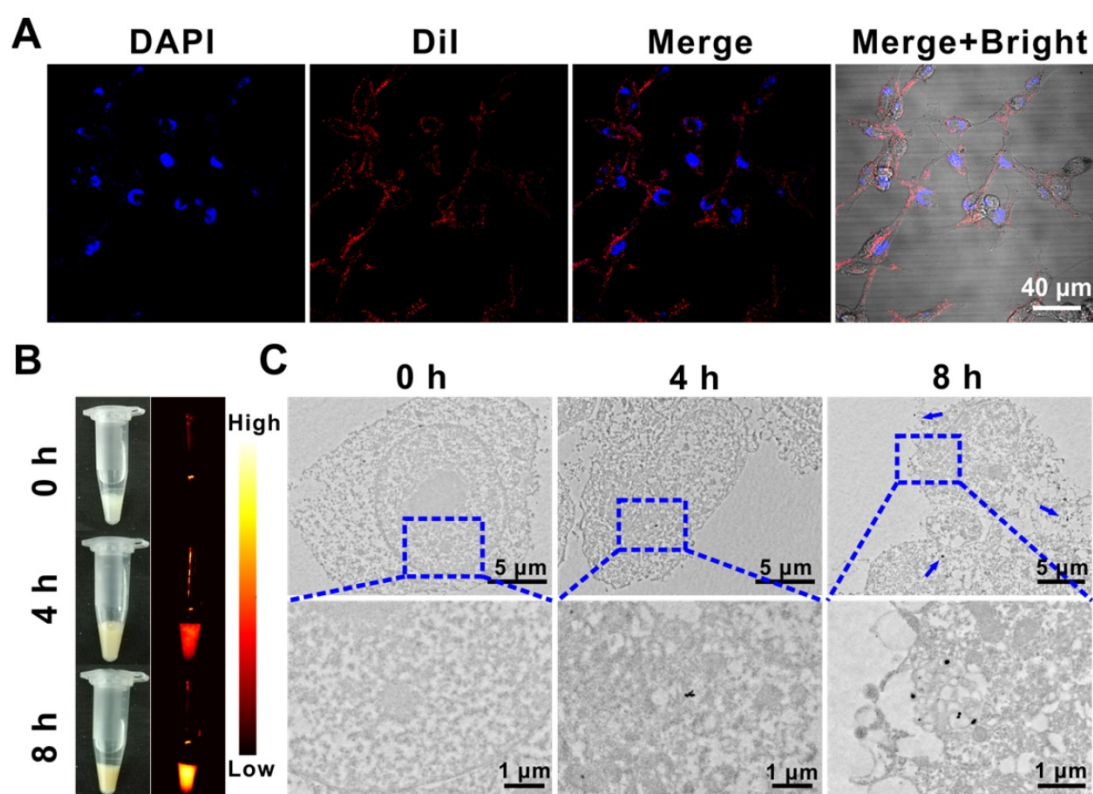 A
DAPI Dil Merge Merge+Bright
40 µm
B
0 h
4 h
8 h
High
Low
C
0 h 4 h 8 h
5 µm 5 µm 5 µm
1 µm 1 µm 1 µm